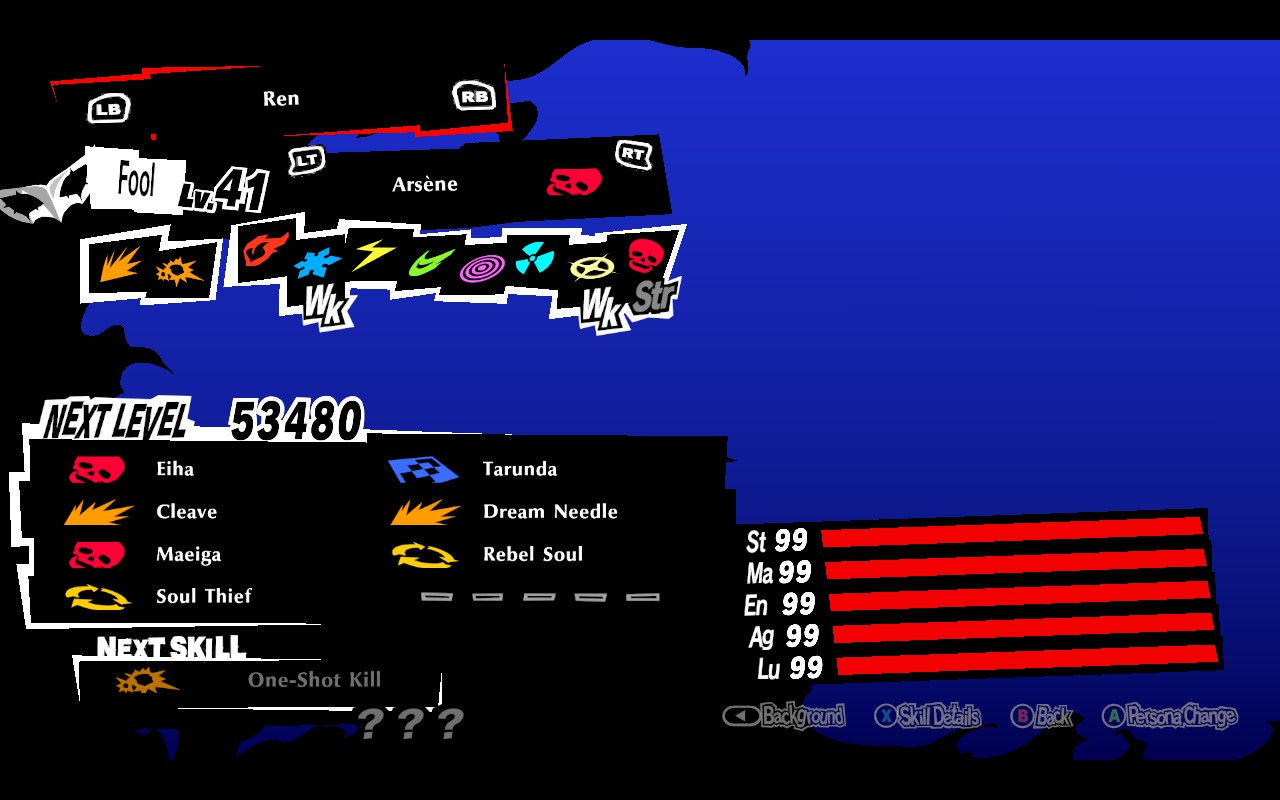 LB Ren RB
Fool Lv.41
LT Arsène RT
Wk Wk Str
NEXT LEVEL 53480
Eiha Tarunda
Cleave Dream Needle
Maeiga Rebel Soul
Soul Thief
NEXT SKILL
One-Shot Kill
???
St 99
Ma 99
En 99
Ag 99
Lu 99
Background X Skill Details B Back A Persona Change